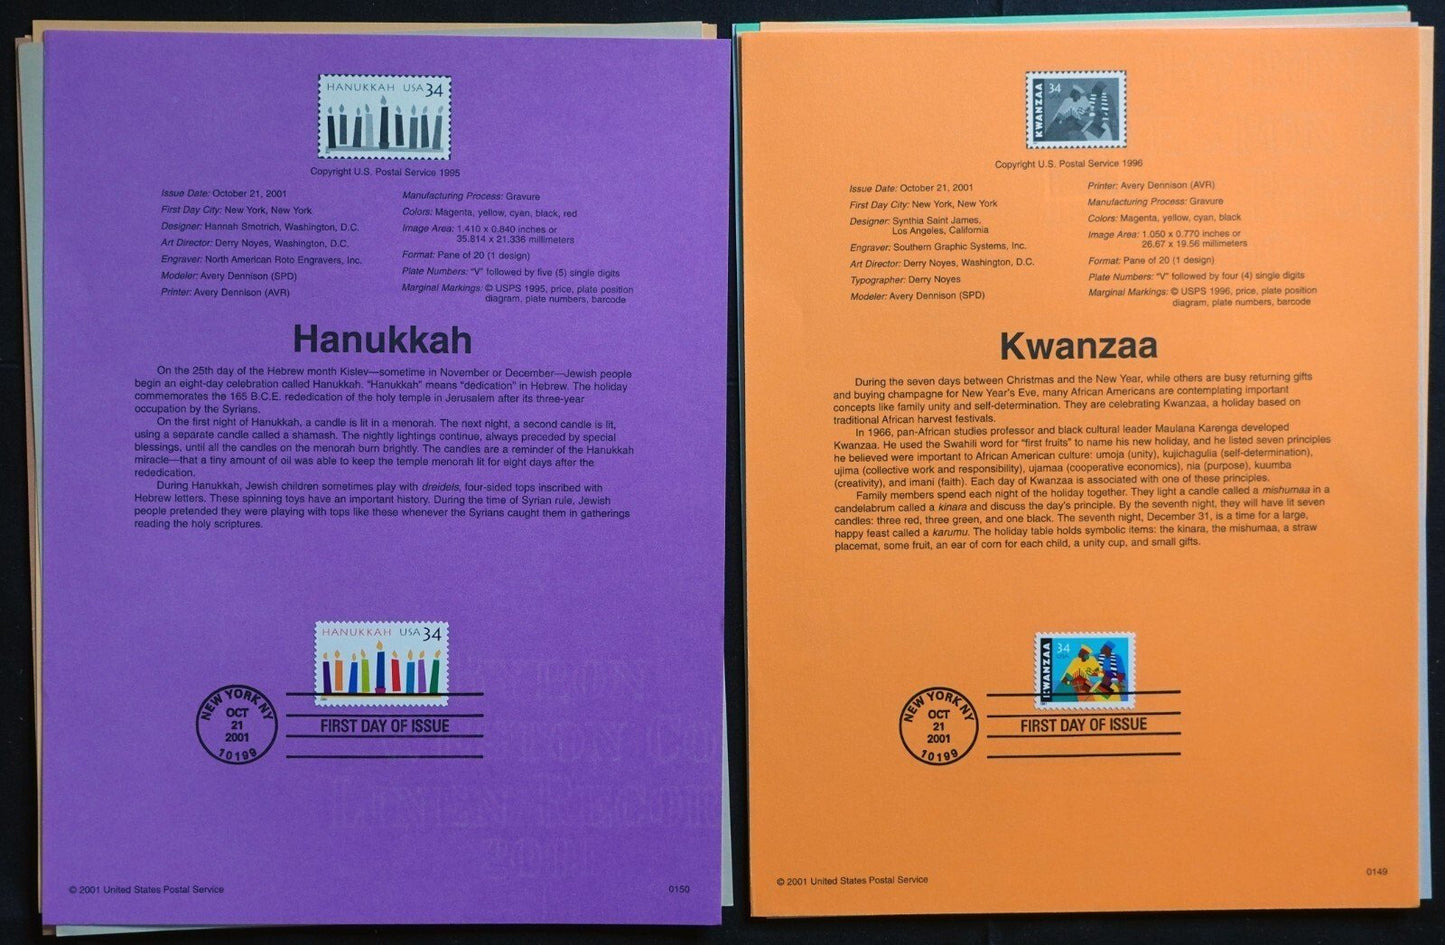 HANUKKAH USA 34
Copyright U.S. Postal Service 1995
Issue Date: October 21, 2001
First Day City: New York, New York
Designer: Hannah Smotrich, Washington, D.C.
Art Director: Derry Noyes, Washington, D.C.
Engraver: North American Roto Engravers, Inc.
Modeler: Avery Dennison (SPD)
Printer: Avery Dennison (AVR)
Manufacturing Process: Gravure
Colors: Magenta, yellow, cyan, black, red
Image Area: 1.410 x 0.840 inches or
35.814 x 21.336 millimeters
Format: Pane of 20 (1 design)
Plate Numbers: "V" followed by five (5) single digits
Marginal Markings: © USPS 1995, price, plate position
diagram, plate numbers, barcode
Hanukkah
On the 25th day of the Hebrew month Kislev—sometime in November or December—Jewish people
begin an eight-day celebration called Hanukkah. "Hanukkah" means "dedication" in Hebrew. The holiday
commemorates the 165 B.C.E. rededication of the holy temple in Jerusalem after its three-year
occupation by the Syrians.
On the first night of Hanukkah, a candle is lit in a menorah. The next night, a second candle is lit,
using a separate candle called a shamash. The nightly lightings continue, always preceded by special
blessings, until all the candles on the menorah burn brightly. The candles are a reminder of the Hanukkah
miracle—that a tiny amount of oil was able to keep the temple menorah lit for eight days after the
rededication.
During Hanukkah, Jewish children sometimes play with dreidels, four-sided tops inscribed with
Hebrew letters. These spinning toys have an important history. During the time of Syrian rule, Jewish
people pretended they were playing with tops like these whenever the Syrians caught them in gatherings
reading the holy scriptures.
HANUKKAH USA 34
NEW YORK NY
OCT
21
2001
10199
FIRST DAY OF ISSUE
© 2001 United States Postal Service
0150
KWANZAA
34
Copyright U.S. Postal Service 1996
Issue Date: October 21, 2001
First Day City: New York, New York
Designer: Synthia Saint James,
Los Angeles, California
Engraver: Southern Graphic Systems, Inc.
Art Director: Derry Noyes, Washington, D.C.
Typographer: Derry Noyes
Modeler: Avery Dennison (SPD)
Printer: Avery Dennison (AVR)
Manufacturing Process: Gravure
Colors: Magenta, yellow, cyan, black
Image Area: 1.050 x 0.770 inches or
26.67 x 19.56 millimeters
Format: Pane of 20 (1 design)
Plate Numbers: "V" followed by four (4) single digits
Marginal Markings: © USPS 1996, price, plate position
diagram, plate numbers, barcode
Kwanzaa
During the seven days between Christmas and the New Year, while others are busy returning gifts
and buying champagne for New Year's Eve, many African Americans are contemplating important
concepts like family unity and self-determination. They are celebrating Kwanzaa, a holiday based on
traditional African harvest festivals.
In 1966, pan-African studies professor and black cultural leader Maulana Karenga developed
Kwanzaa. He used the Swahili word for "first fruits" to name his new holiday, and he listed seven principles
he believed were important to African American culture: umoja (unity), kujichagulia (self-determination),
ujima (collective work and responsibility), ujamaa (cooperative economics), nia (purpose), kuumba
(creativity), and imani (faith). Each day of Kwanzaa is associated with one of these principles.
Family members spend each night of the holiday together. They light a candle called a mishumaa in a
candelabrum called a kinara and discuss the day's principle. By the seventh night, they will have lit seven
candles: three red, three green, and one black. The seventh night, December 31, is a time for a large,
happy feast called a karumu. The holiday table holds symbolic items: the kinara, the mishumaa, a straw
placemat, some fruit, an ear of corn for each child, a unity cup, and small gifts.
KWANZAA
34
NEW YORK NY
OCT
21
2001
10199
FIRST DAY OF ISSUE
© 2001 United States Postal Service
0149